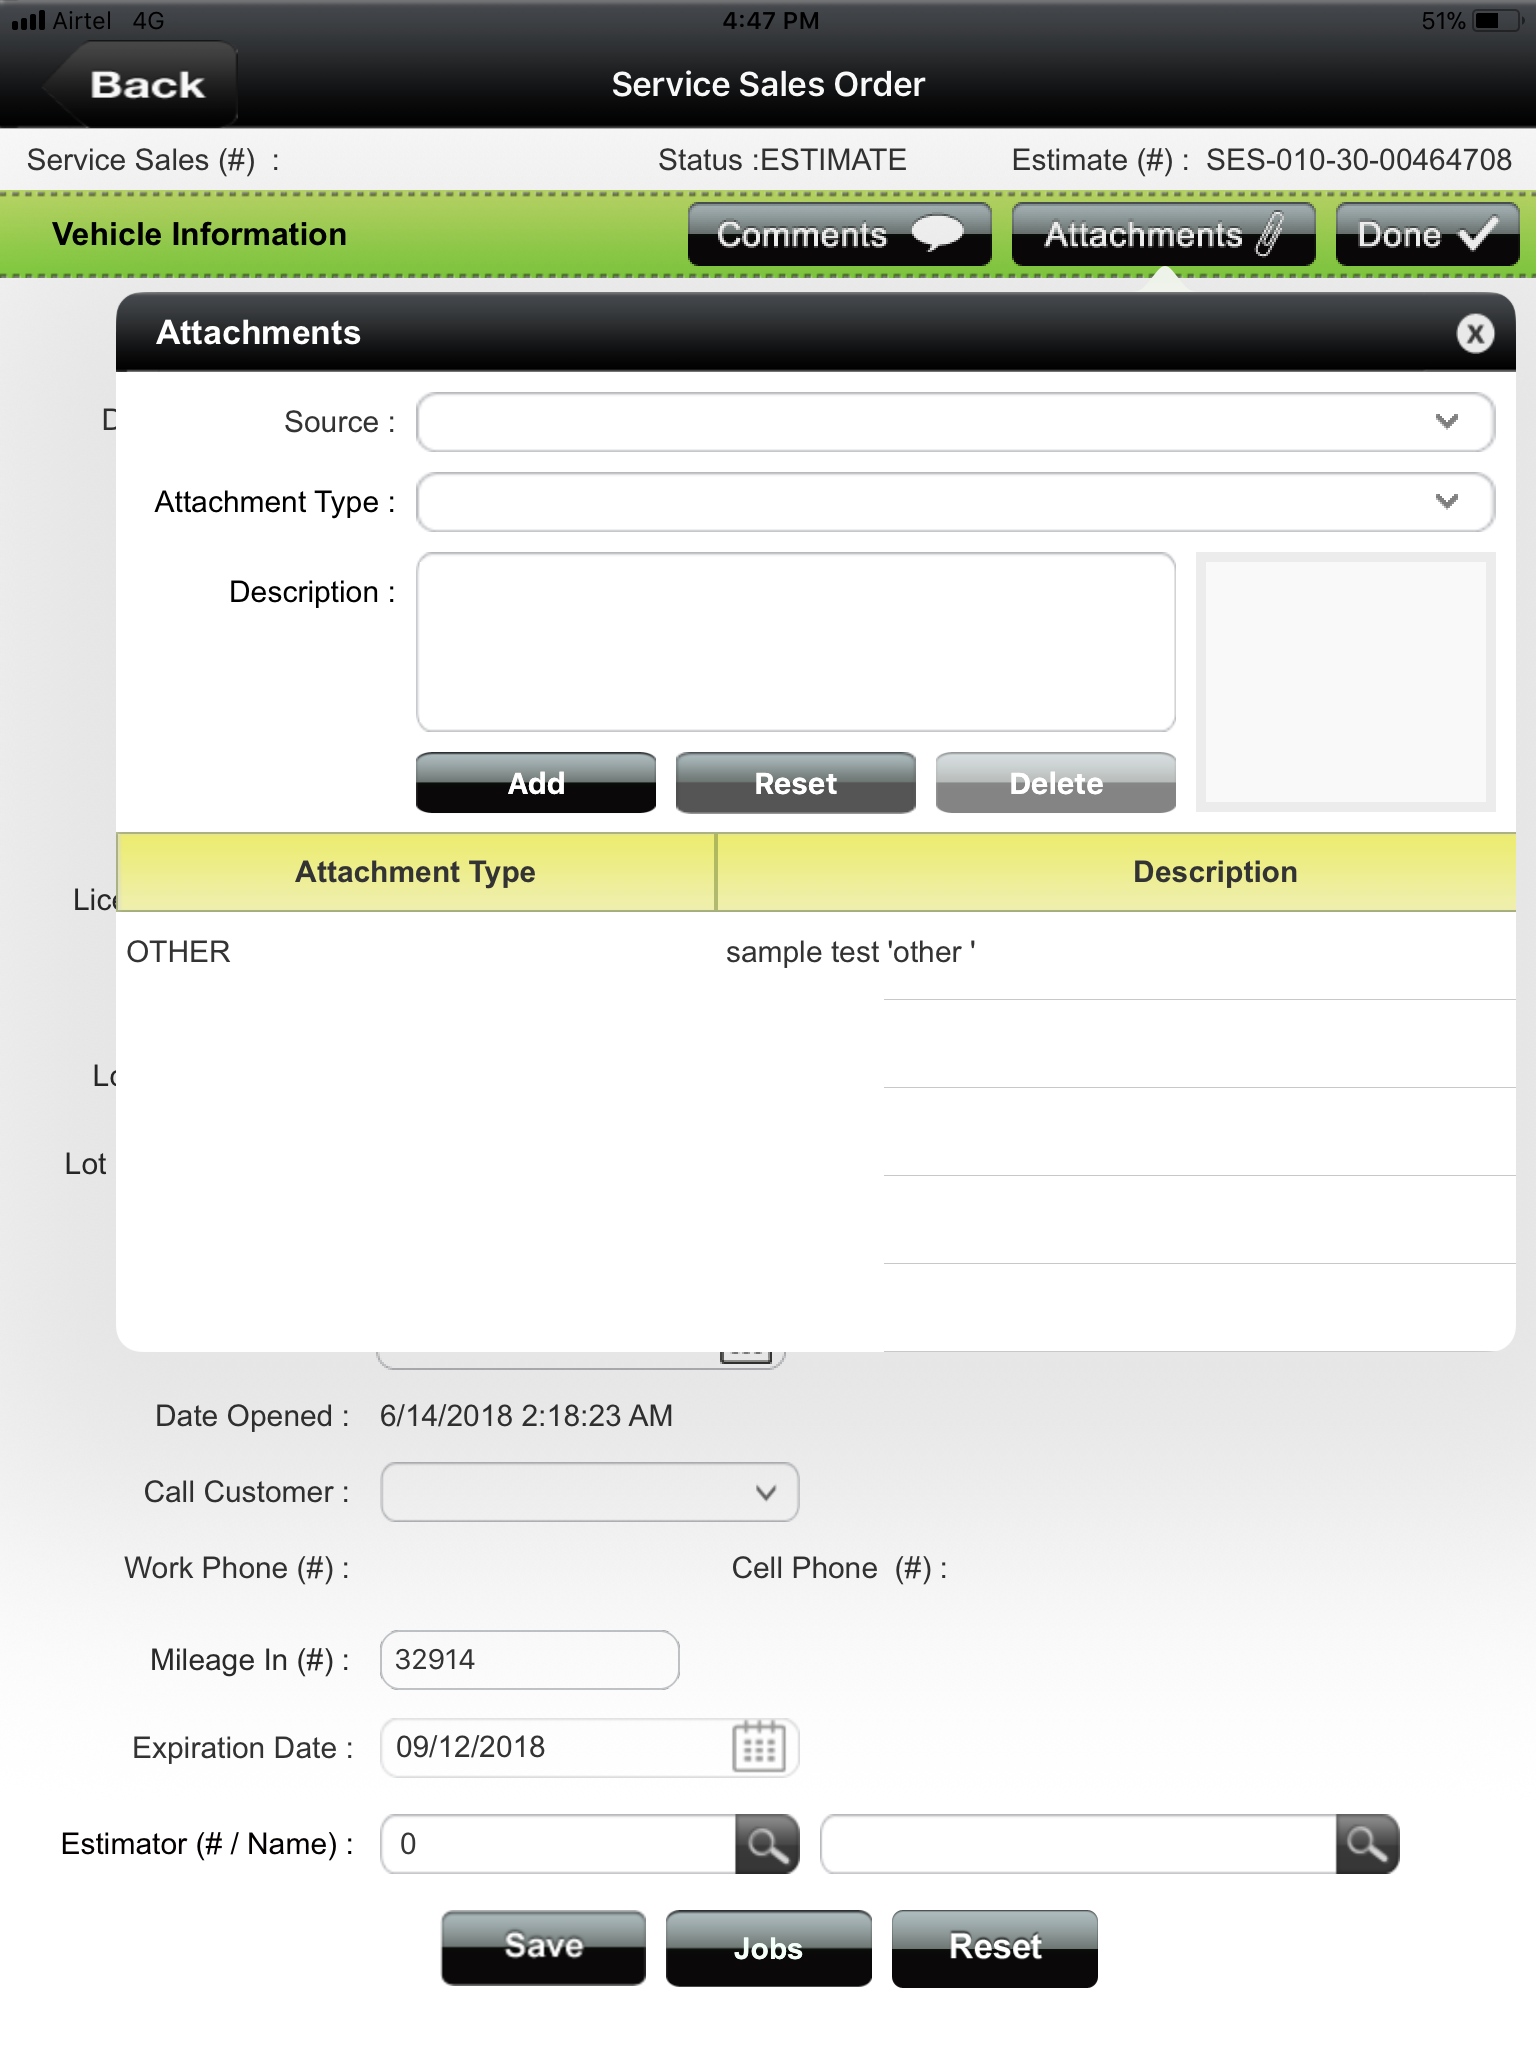 Airtel 4G 4:47 PM 51%
Back Service Sales Order
Service Sales (#) : Status :ESTIMATE Estimate (#) : SES-010-30-00464708
Vehicle Information Comments Attachments Done
Attachments X
Source :
Attachment Type :
Description :
Add Reset Delete
Attachment Type Description
OTHER sample test 'other '
Lot
Date Opened : 6/14/2018 2:18:23 AM
Call Customer :
Work Phone (#) : Cell Phone (#) :
Mileage In (#) : 32914
Expiration Date : 09/12/2018
Estimator (# / Name) : 0
Save Jobs Reset